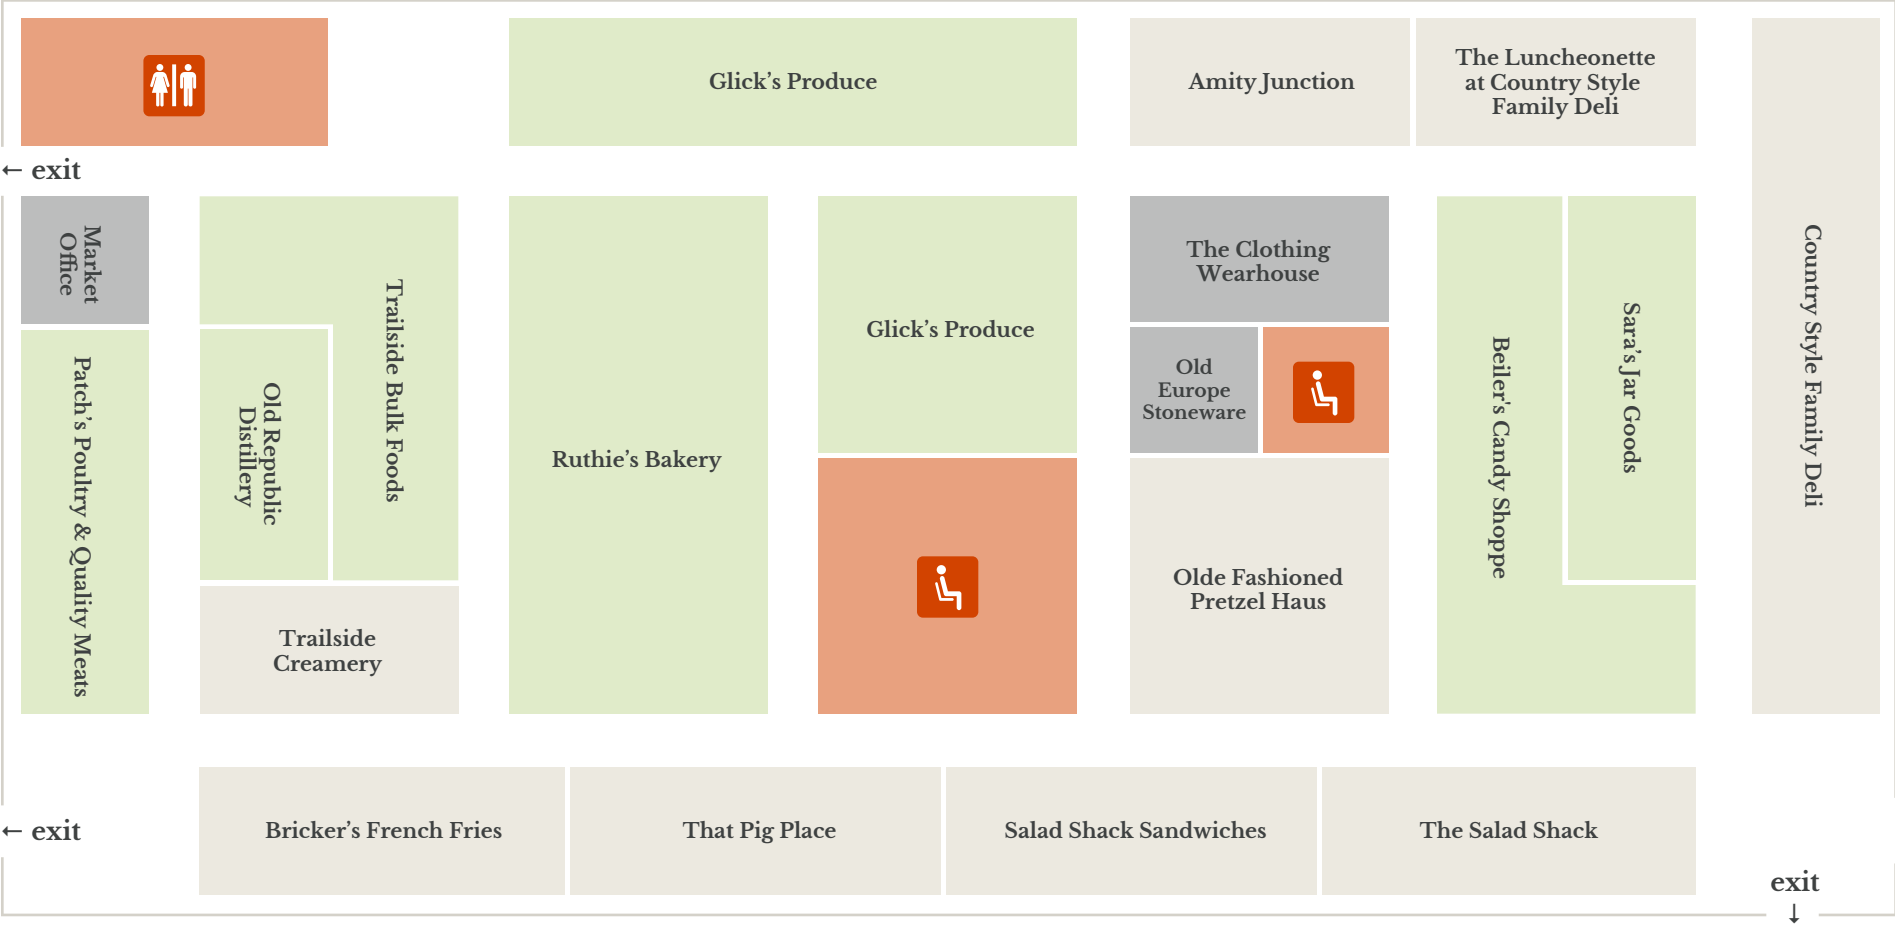 Glick’s Produce
Amity Junction
The Luncheonette
at Country Style
Family Deli
← exit
Market
Office
Patch’s Poultry & Quality Meats
Trailside Bulk Foods
Old Republic
Distillery
Trailside
Creamery
Ruthie’s Bakery
Glick’s Produce
The Clothing
Wearhouse
Old
Europe
Stoneware
Olde Fashioned
Pretzel Haus
Beiler's Candy Shoppe
Sara’s Jar Goods
Country Style Family Deli
← exit
Bricker’s French Fries
That Pig Place
Salad Shack Sandwiches
The Salad Shack
exit
↓